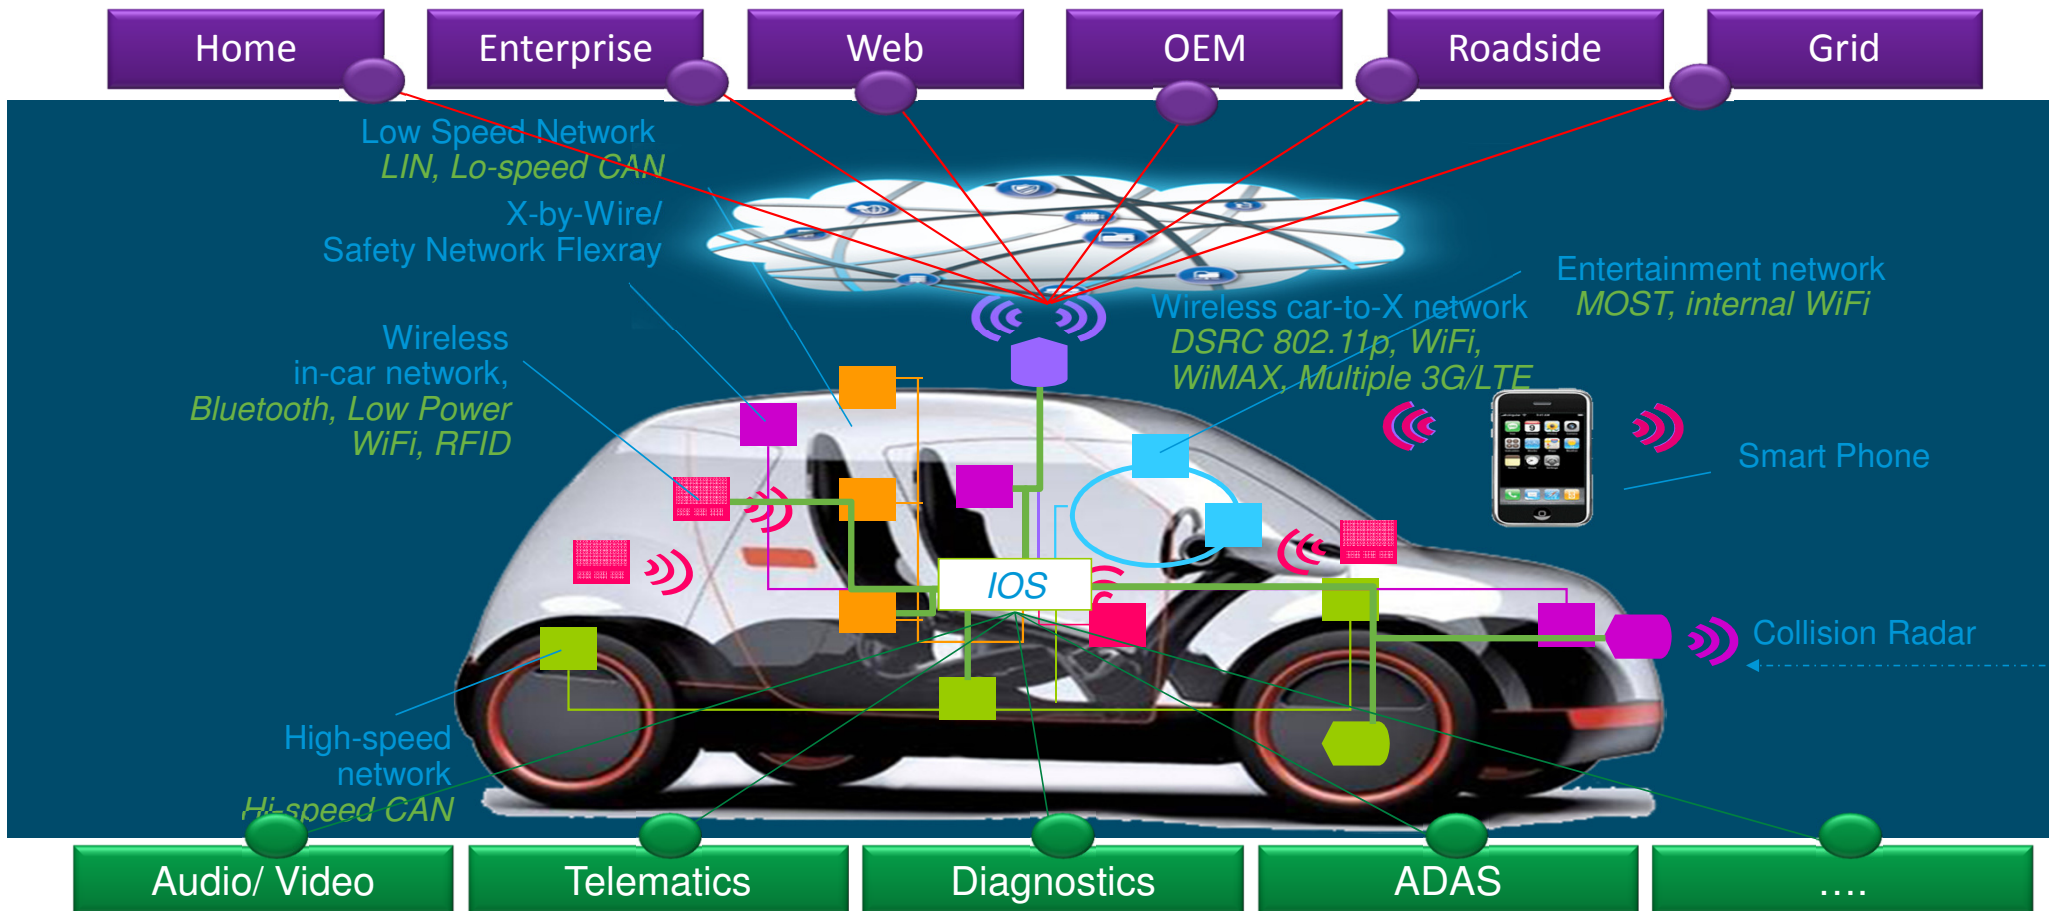 Home
Enterprise
Web
OEM
Roadside
Grid
Low Speed Network
LIN, Lo-speed CAN
X-by-Wire/
Safety Network Flexray
Wireless
in-car network,
Bluetooth, Low Power
WiFi, RFID
Wireless car-to-X network
DSRC 802.11p, WiFi,
WiMAX, Multiple 3G/LTE
Entertainment network
MOST, internal WiFi
Smart Phone
IOS
Collision Radar
High-speed
network
Hi-speed CAN
Audio/ Video
Telematics
Diagnostics
ADAS
....